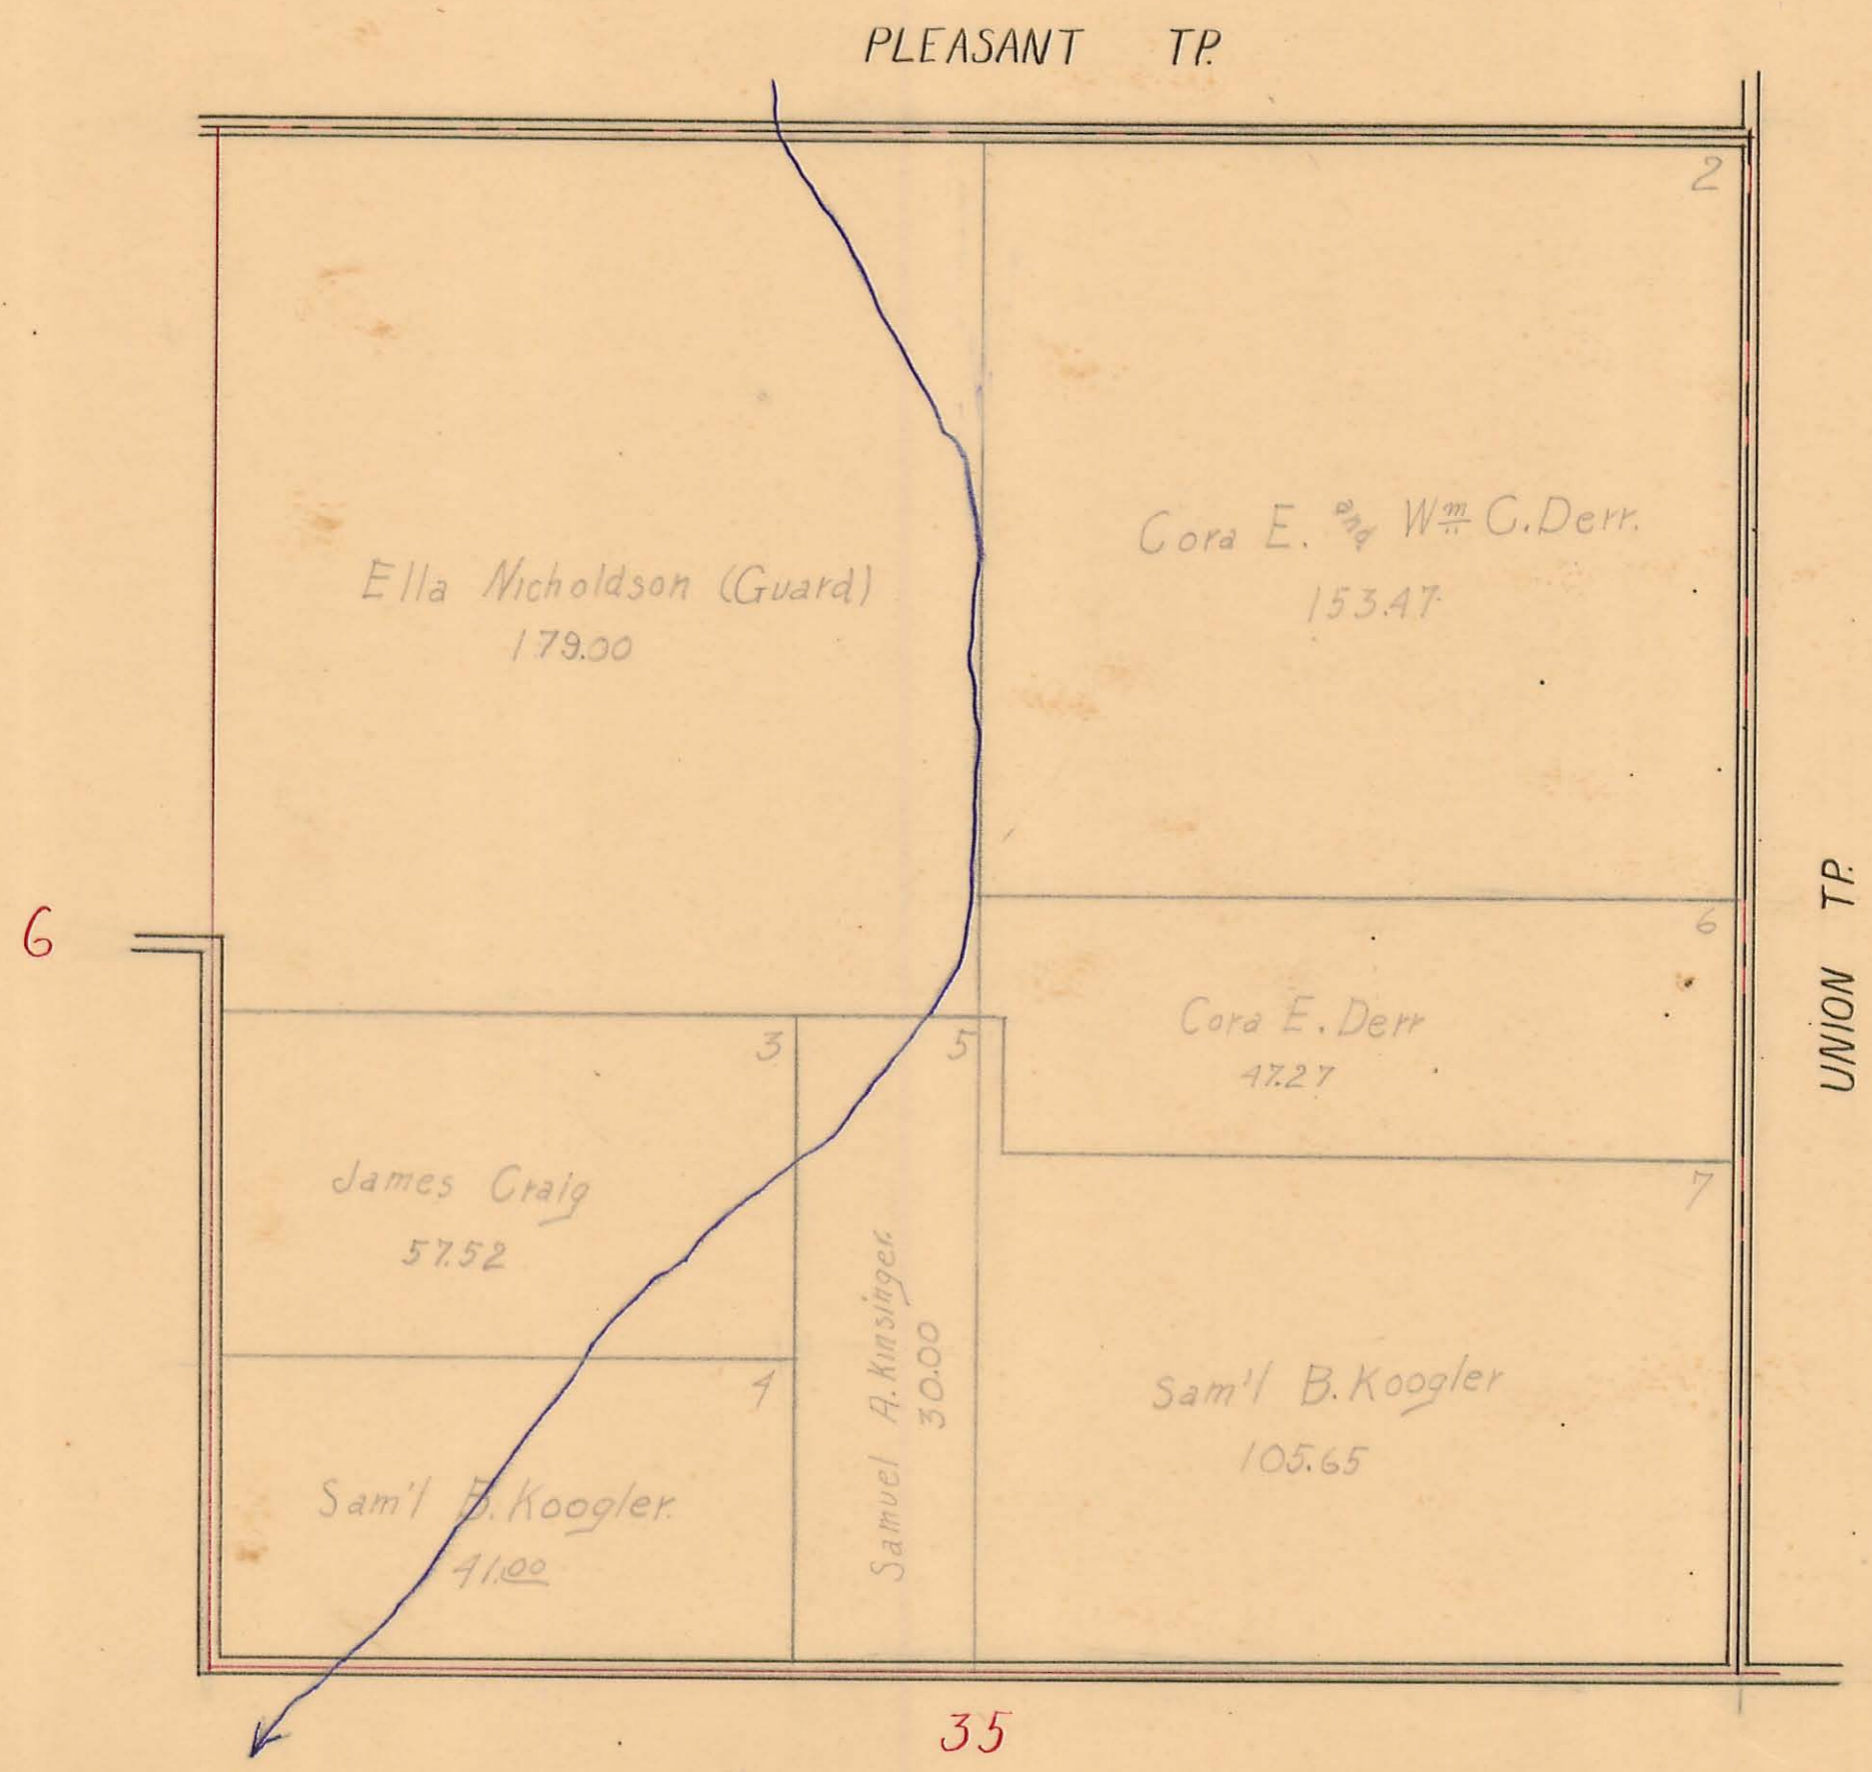 PLEASANT TP.
2
Cora E. and Wm C. Derr.
153.47
Ella Nicholdson (Guard)
179.00
6
6
UNION TP.
Cora E. Derr
47.27
3
5
7
James Craig
57.52
Samuel A. Kinsinger.
30.00
4
Sam'l B. Koogler
105.65
Sam'l B. Koogler.
41.00
35